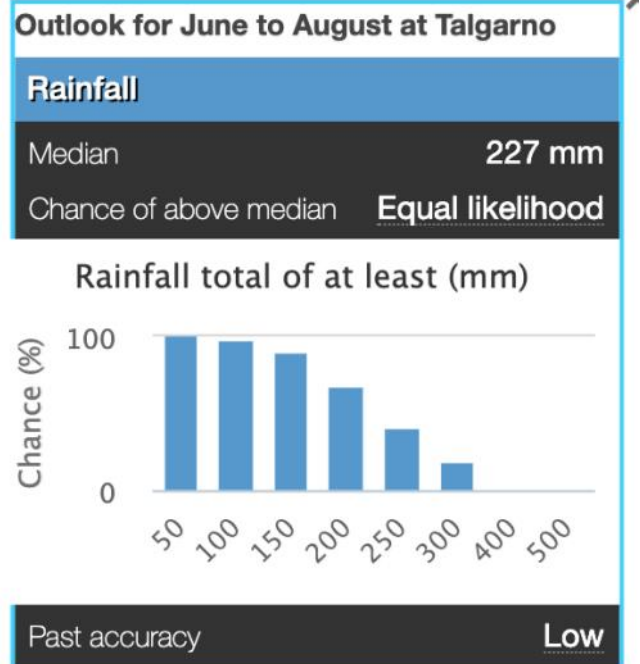 Outlook for June to August at Talgarno
Rainfall
Median 227 mm
Chance of above median Equal likelihood
Rainfall total of at least (mm)
Chance (%)
100
0
50 100 150 200 250 300 400 500
Past accuracy Low